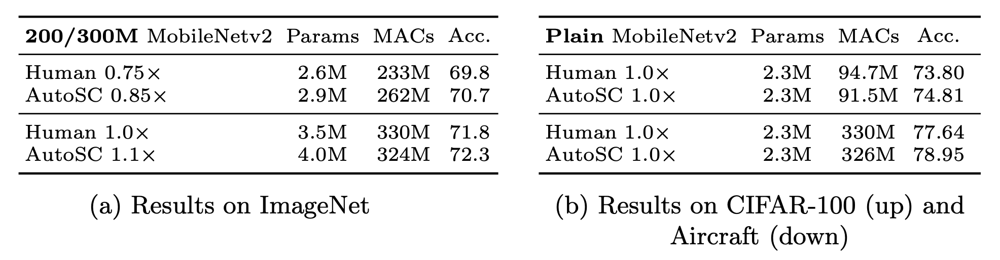 200/300M MobileNetv2 Params MACs Acc.
Human 0.75× 2.6M 233M 69.8
AutoSC 0.85× 2.9M 262M 70.7
Human 1.0× 3.5M 330M 71.8
AutoSC 1.1× 4.0M 324M 72.3
(a) Results on ImageNet
Plain MobileNetv2 Params MACs Acc.
Human 1.0× 2.3M 94.7M 73.80
AutoSC 1.0× 2.3M 91.5M 74.81
Human 1.0× 2.3M 330M 77.64
AutoSC 1.0× 2.3M 326M 78.95
(b) Results on CIFAR-100 (up) and
Aircraft (down)